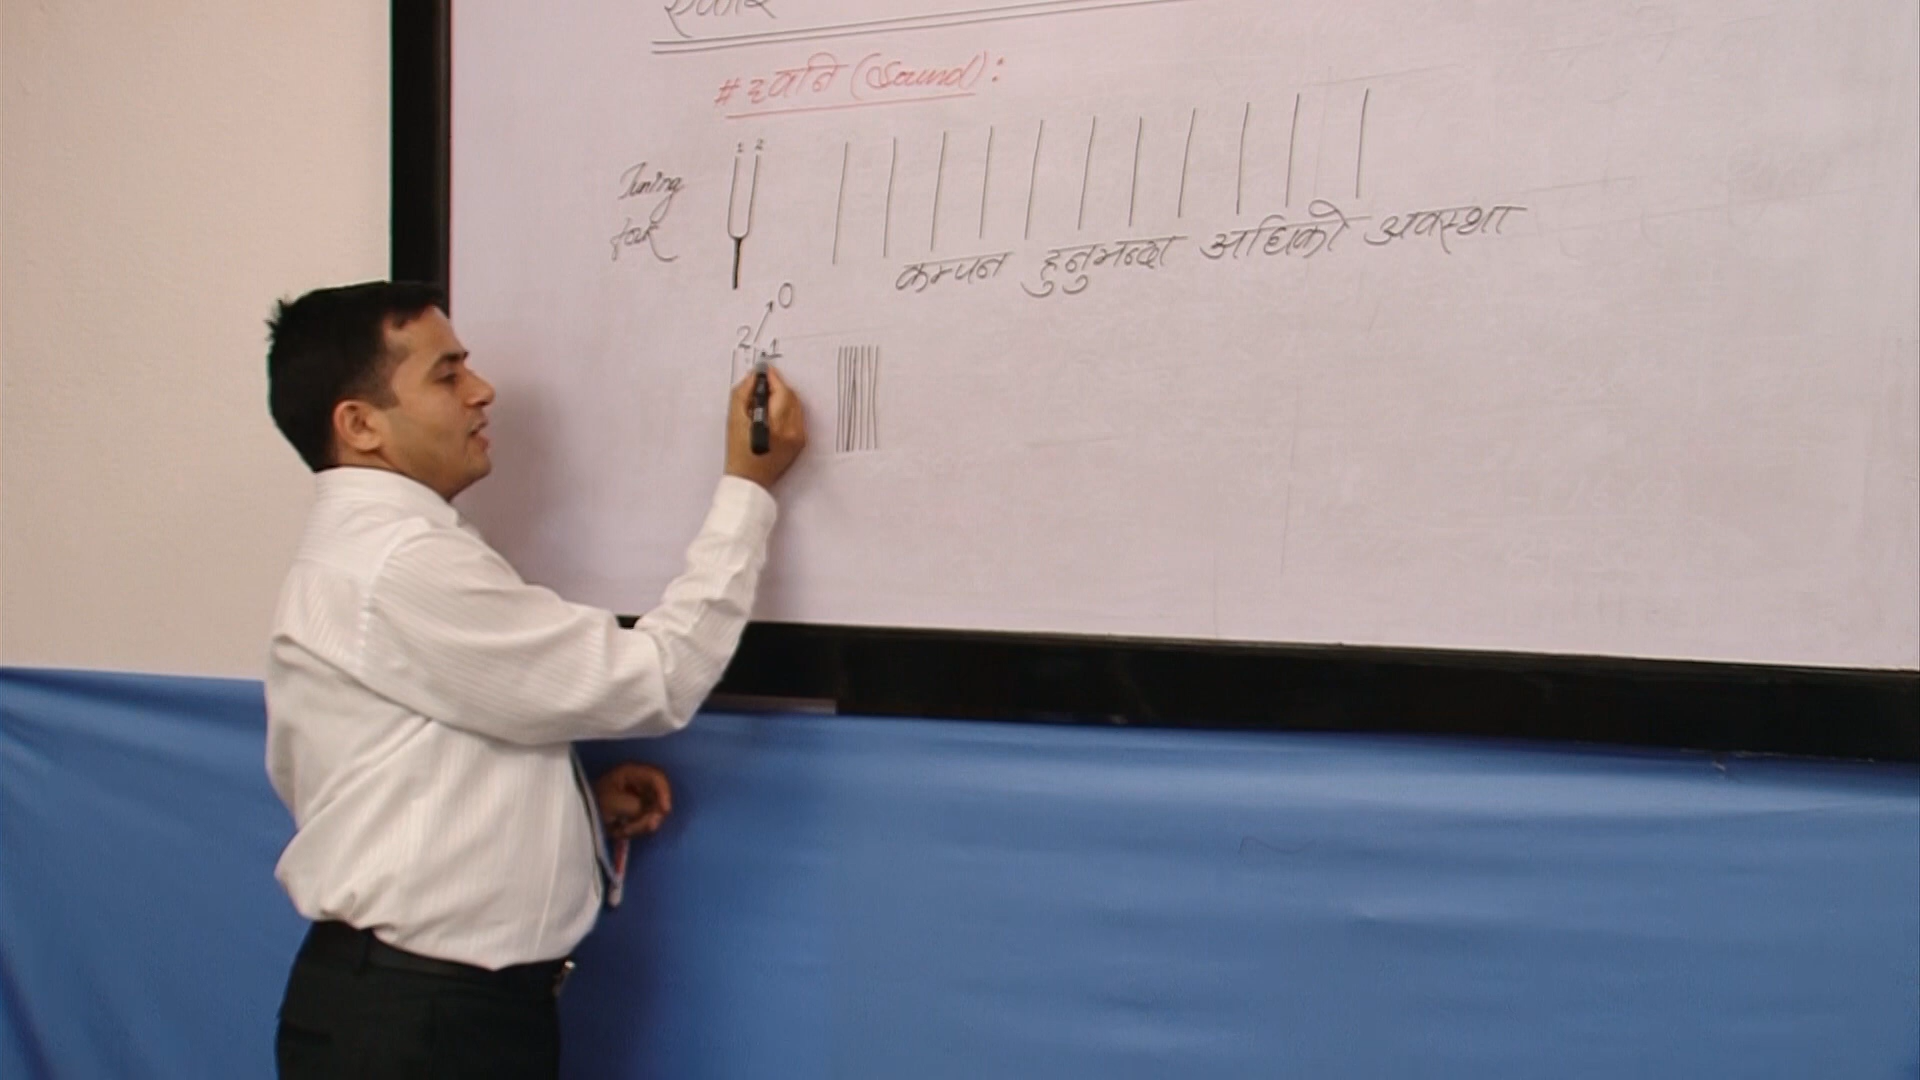 # ध्वनि (Sound):
1 2
Tuning
fork
कम्पन हुनुभन्दा अघिको अवस्था
0
2 1